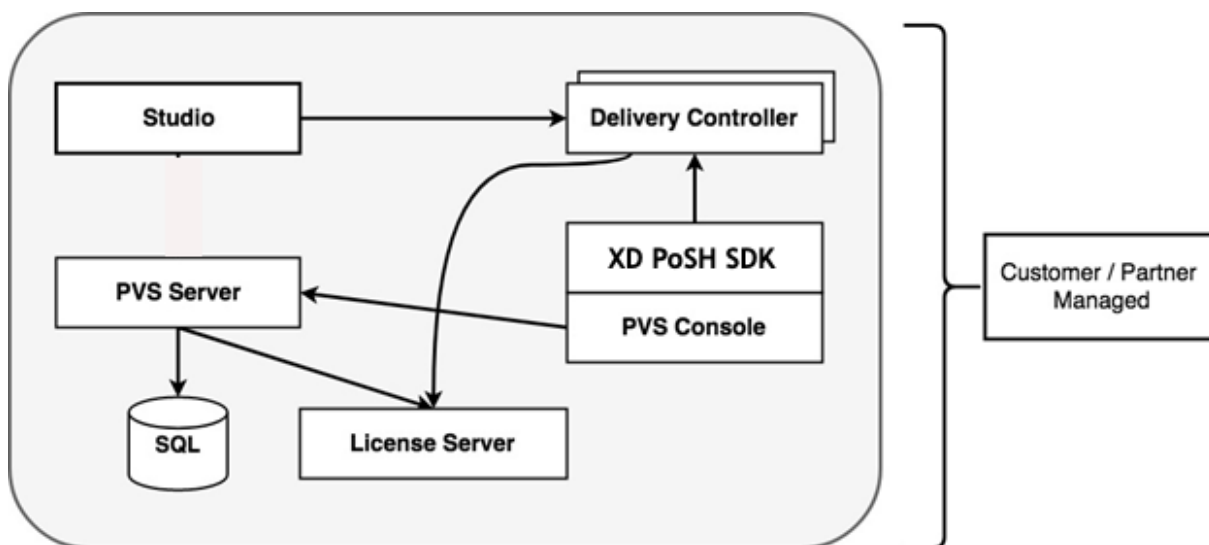 Studio
Delivery Controller
XD PoSH SDK
PVS Server
PVS Console
Customer / Partner
Managed
SQL
License Server